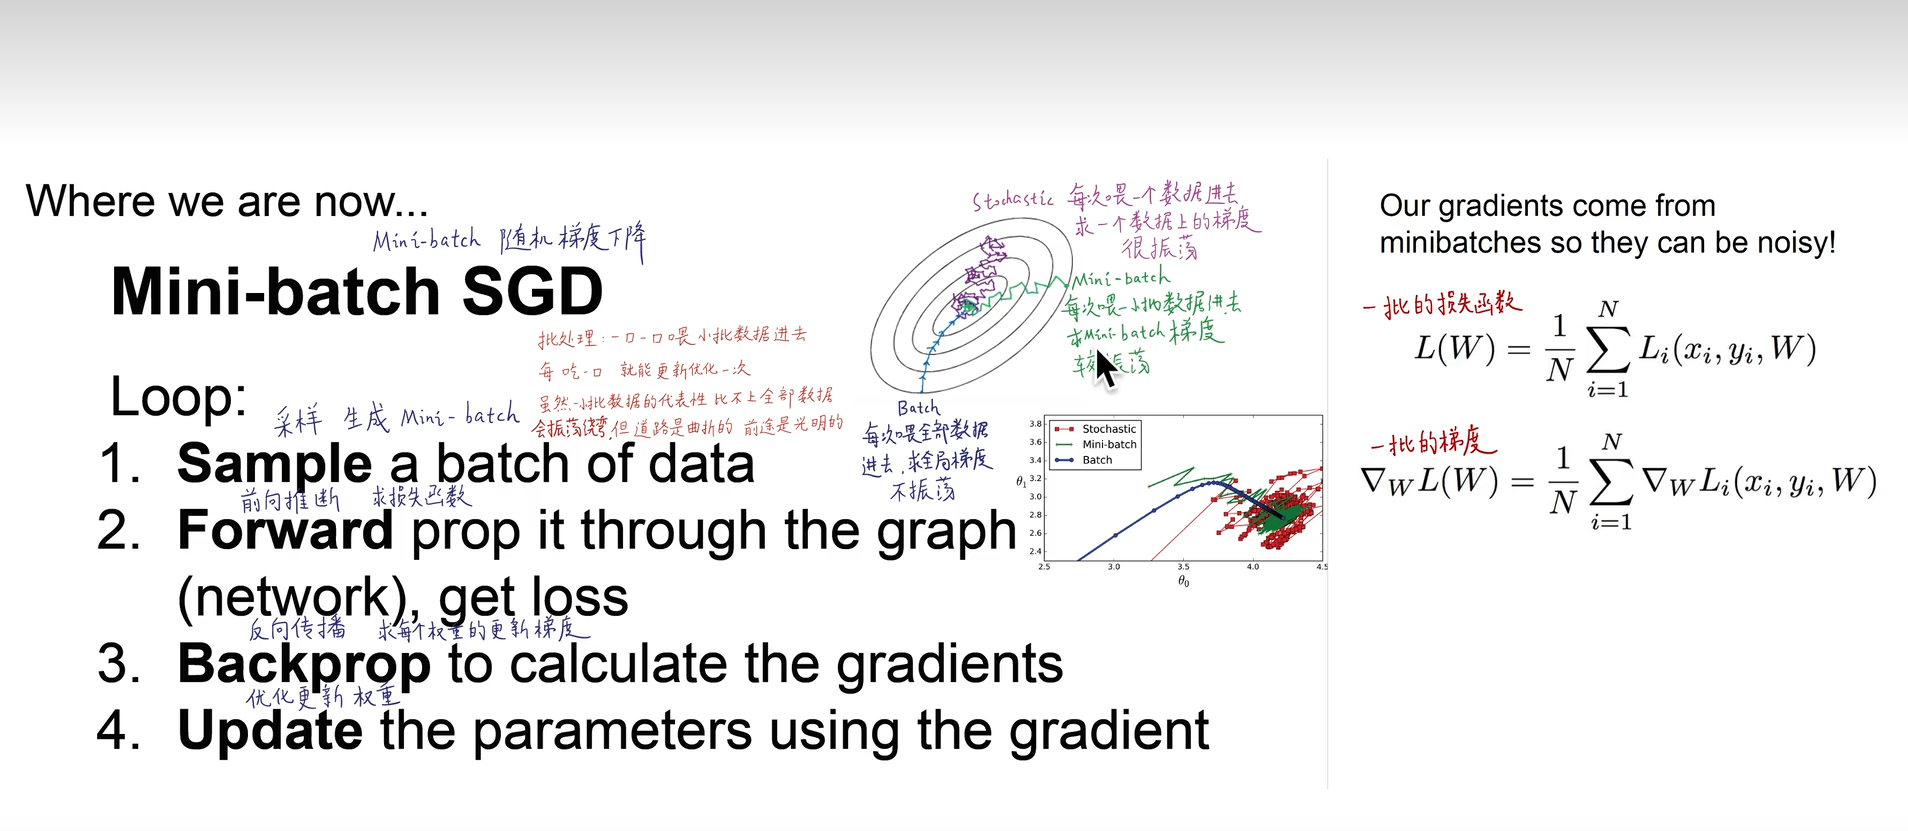 Where we are now...
Mini-batch 随机梯度下降
Mini-batch SGD
批处理:一口一口喂小批数据进去
每吃一口 就能更新优化一次
虽然一小批数据的代表性 比不上全部数据
会振荡绕弯,但道路是曲折的 前途是光明的
Loop:
采样 生成 Mini-batch
1. Sample a batch of data
前向推断 求损失函数
2. Forward prop it through the graph
(network), get loss
反向传播 求每个权重的更新梯度
3. Backprop to calculate the gradients
优化更新权重
4. Update the parameters using the gradient
Stochastic 每次喂一个数据进去
求一个数据上的梯度
很振荡
Mini-batch
每次喂一小批数据进去
求Mini-batch梯度
较振荡
Batch
每次喂全部数据
进去,求全局梯度
不振荡
Stochastic
Mini-batch
Batch
3.8
3.6
3.4
3.2
3.0
2.8
2.6
2.4
θ1
2.5 3.0 3.5 4.0 4.5
θ0
Our gradients come from
minibatches so they can be noisy!
一批的损失函数
L(W) = 1/N ∑_{i=1}^{N} L_i(x_i, y_i, W)
一批的梯度
∇_W L(W) = 1/N ∑_{i=1}^{N} ∇_W L_i(x_i, y_i, W)